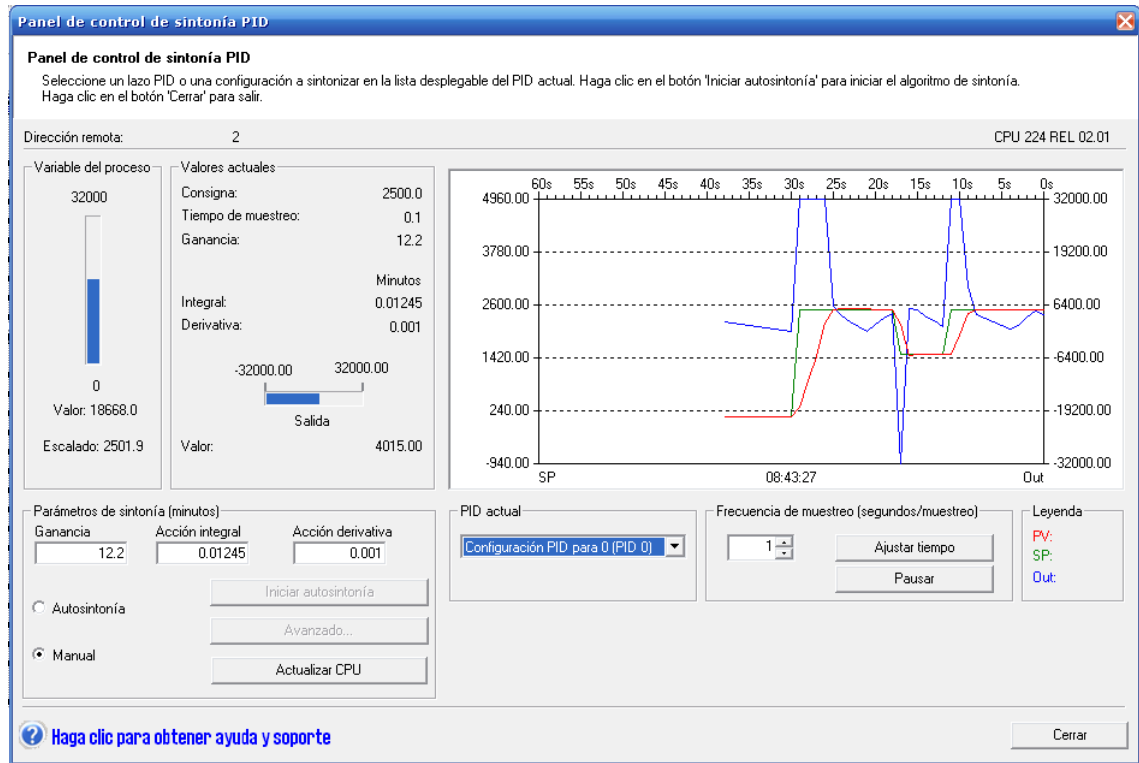 Panel de control de sintonía PID
Panel de control de sintonía PID
Seleccione un lazo PID o una configuración a sintonizar en la lista desplegable del PID actual. Haga clic en el botón 'Iniciar autosintonía' para iniciar el algoritmo de sintonía.
Haga clic en el botón 'Cerrar' para salir.
Dirección remota: 2 CPU 224 REL 02.01
Variable del proceso
32000
0
Valor: 18668.0
Escalado: 2501.9
Valores actuales
Consigna: 2500.0
Tiempo de muestreo: 0.1
Ganancia: 12.2
Minutos
Integral: 0.01245
Derivativa: 0.001
-32000.00 32000.00
Salida
Valor: 4015.00
60s 55s 50s 45s 40s 35s 30s 25s 20s 15s 10s 5s 0s
4960.00 32000.00
3780.00 19200.00
2600.00 6400.00
1420.00 -6400.00
240.00 -19200.00
-940.00 -32000.00
SP 08:43:27 Out
Parámetros de sintonía (minutos)
Ganancia Acción integral Acción derivativa
12.2 0.01245 0.001
Iniciar autosintonía
Autosintonía
Avanzado...
Manual
Actualizar CPU
PID actual
Configuración PID para 0 (PID 0)
Frecuencia de muestreo (segundos/muestreo)
1 Ajustar tiempo
Pausar
Leyenda
PV:
SP:
Out:
Haga clic para obtener ayuda y soporte
Cerrar